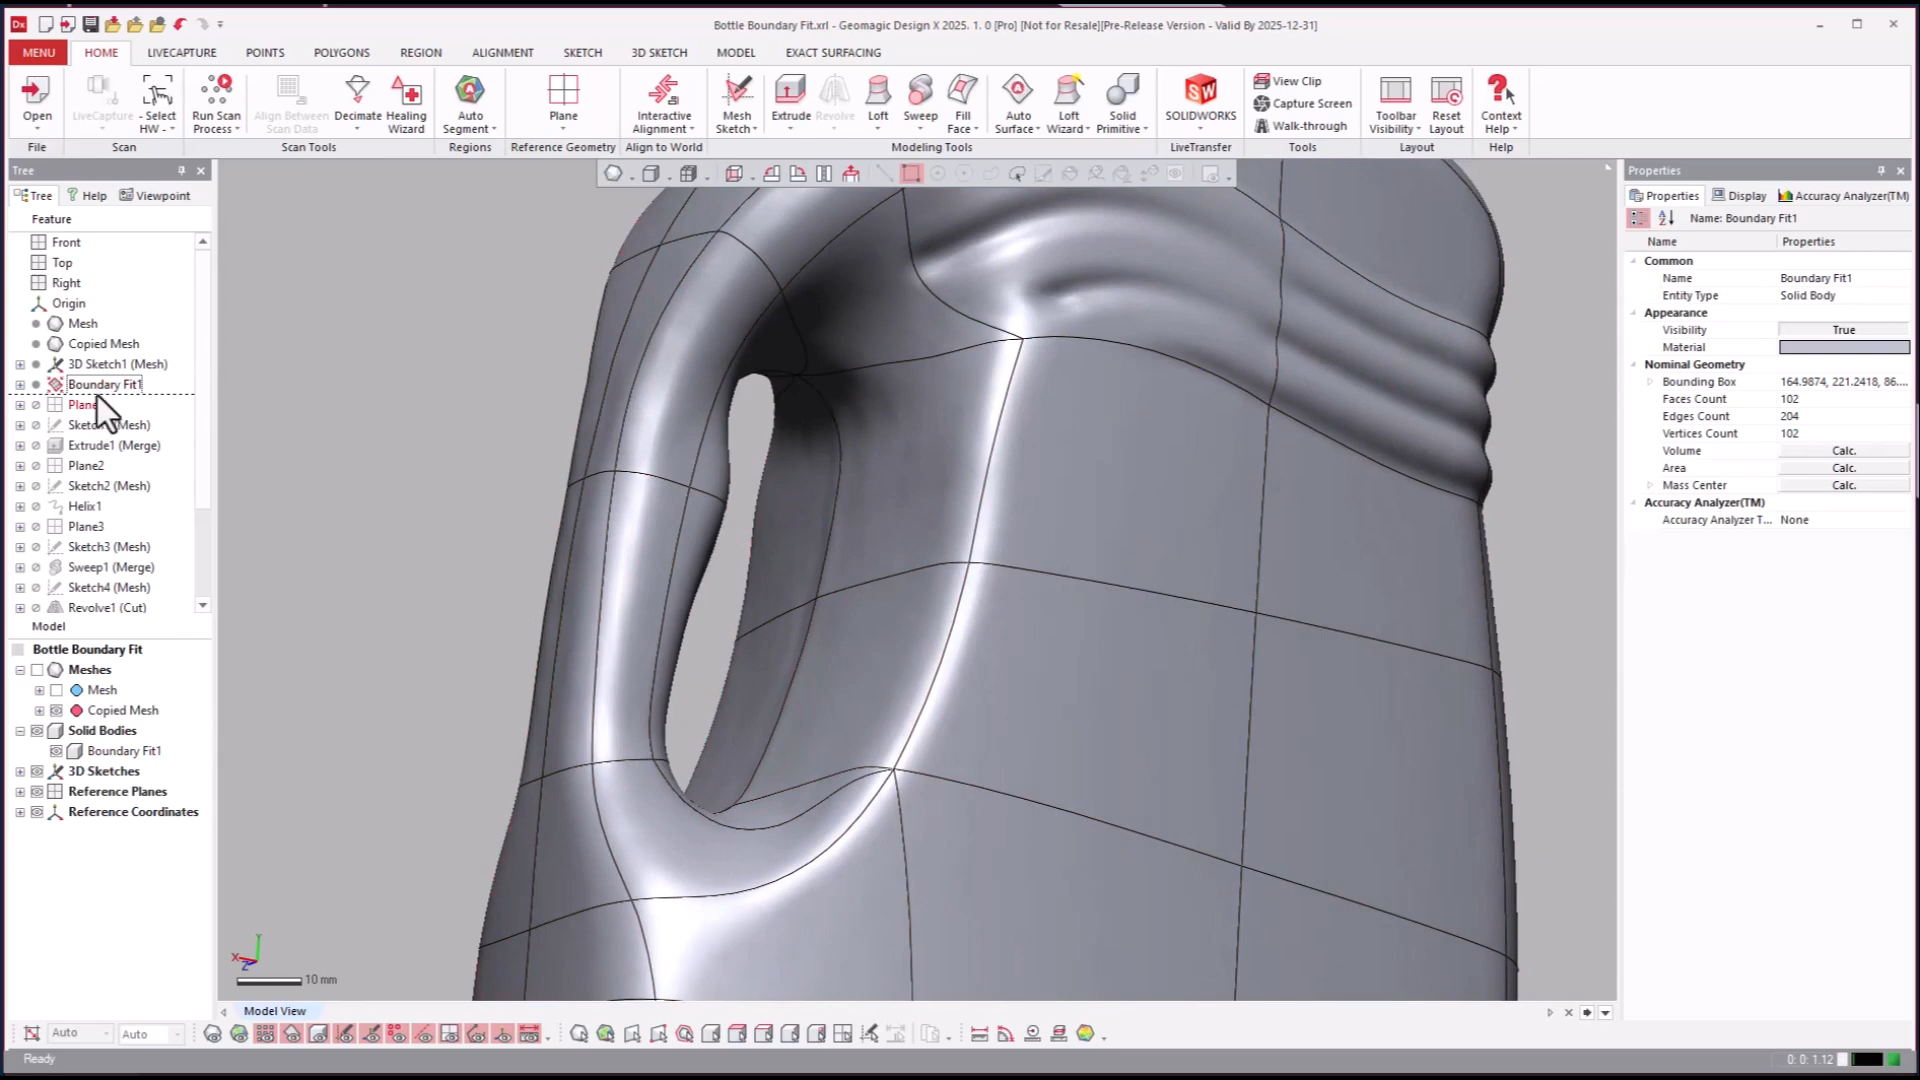 Dx
Bottle Boundary Fit.xrl - Geomagic Design X 2025. 1. 0 [Pro] [Not for Resale][Pre-Release Version - Valid By 2025-12-31]
MENU HOME LIVECAPTURE POINTS POLYGONS REGION ALIGNMENT SKETCH 3D SKETCH MODEL EXACT SURFACING
Open
LiveCapture
- Select HW -
Run Scan Process
Align Between Scan Data
Decimate
Healing Wizard
Auto Segment
Plane
Interactive Alignment
Mesh Sketch
Extrude
Revolve
Loft
Sweep
Fill Face
Auto Surface
Loft Wizard
Solid Primitive
SW
SOLIDWORKS
View Clip
Capture Screen
Walk-through
Toolbar Visibility
Reset Layout
Context Help
File Scan Scan Tools Regions Reference Geometry Align to World Modeling Tools LiveTransfer Tools Layout Help
Tree
Tree Help Viewpoint
Feature
Front
Top
Right
Origin
Mesh
Copied Mesh
3D Sketch1 (Mesh)
Boundary Fit1
Extrude1 (Merge)
Plane2
Sketch2 (Mesh)
Helix1
Plane3
Sketch3 (Mesh)
Sweep1 (Merge)
Sketch4 (Mesh)
Revolve1 (Cut)
Model
Bottle Boundary Fit
Meshes
Mesh
Copied Mesh
Solid Bodies
Boundary Fit1
3D Sketches
Reference Planes
Reference Coordinates
X Y Z
10 mm
Model View
Auto Auto
Ready
0: 0: 1.12
Properties
Properties Display Accuracy Analyzer(TM)
Name: Boundary Fit1
Name Properties
Common
Name Boundary Fit1
Entity Type Solid Body
Appearance
Visibility True
Material
Nominal Geometry
Bounding Box 164.9874, 221.2418, 86....
Faces Count 102
Edges Count 204
Vertices Count 102
Volume Calc.
Area Calc.
Mass Center Calc.
Accuracy Analyzer(TM)
Accuracy Analyzer T... None